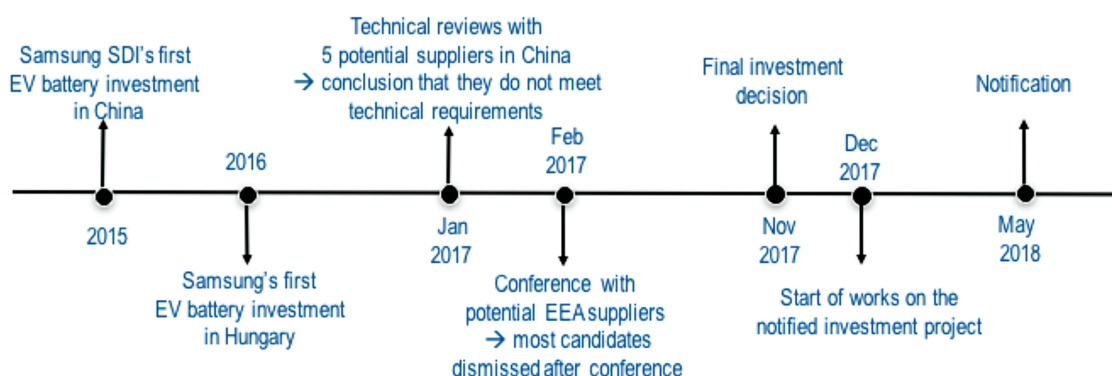 Samsung SDI's first
EV battery investment
in China
2015
2016
Samsung's first
EV battery investment
in Hungary
Technical reviews with
5 potential suppliers in China
→ conclusion that they do not meet
technical requirements
Jan
2017
Feb
2017
Conference with
potential EEA suppliers
→ most candidates
dismissed after conference
Final investment
decision
Nov
2017
Dec
2017
Start of works on the
notified investment project
Notification
May
2018